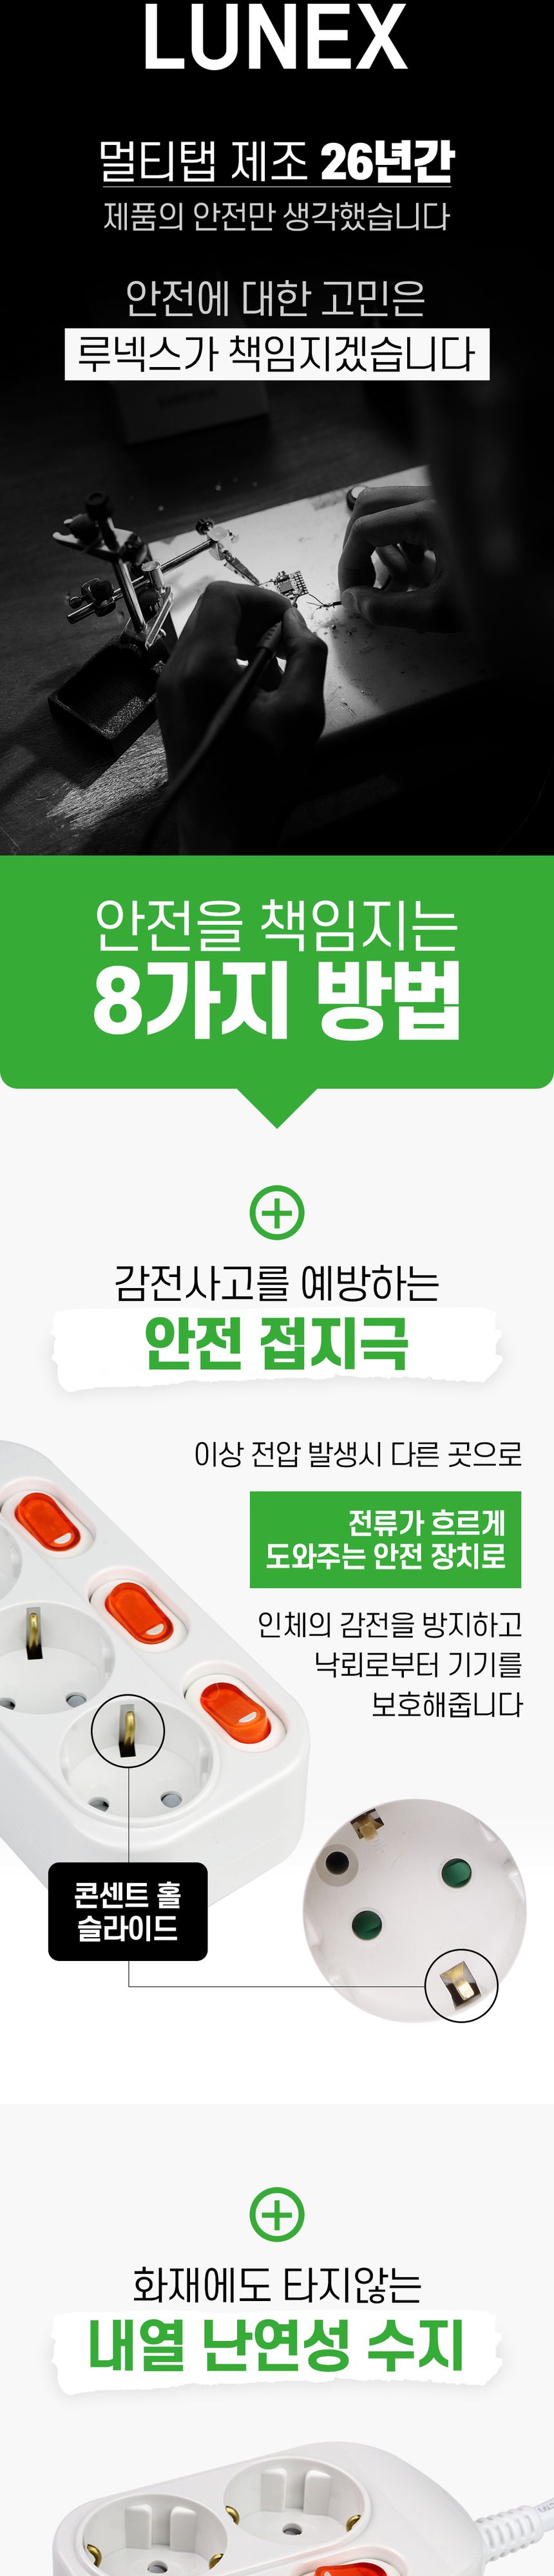 LUNEX
멀티탭 제조 26년간
제품의 안전만 생각했습니다
안전에 대한 고민은
루넥스가 책임지겠습니다
안전을 책임지는
8가지 방법
감전사고를 예방하는
안전 접지극
이상 전압 발생시 다른 곳으로
전류가 흐르게
도와주는 안전 장치로
인체의 감전을 방지하고
낙뢰로부터 기기를
보호해줍니다
콘센트 홀
슬라이드
화재에도 타지않는
내열 난연성 수지